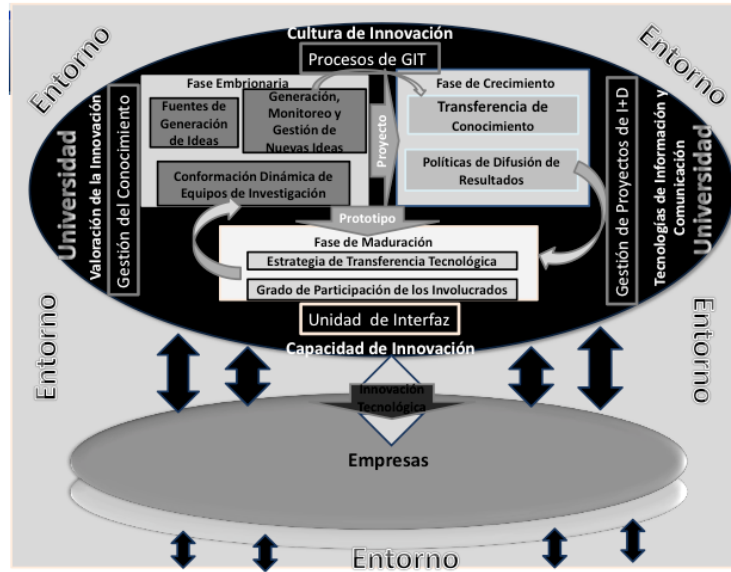 Cultura de Innovación
Procesos de GIT
Entorno
Entorno
Fase Embrionaria
Fuentes de
Generación
de Ideas
Generación,
Monitoreo y
Gestión de
Nuevas Ideas
Conformación Dinámica de
Equipos de Investigación
Proyecto
Fase de Crecimiento
Transferencia de
Conocimiento
Políticas de Difusión de
Resultados
Universidad
Valoración de la Innovación
Gestión del Conocimiento
Gestión de Proyectos de I+D
Tecnologías de Información y
Comunicación
Universidad
Prototipo
Fase de Maduración
Estrategia de Transferencia Tecnológica
Grado de Participación de los Involucrados
Unidad de Interfaz
Capacidad de Innovación
Entorno
Entorno
Innovación
Tecnológica
Empresas
Entorno